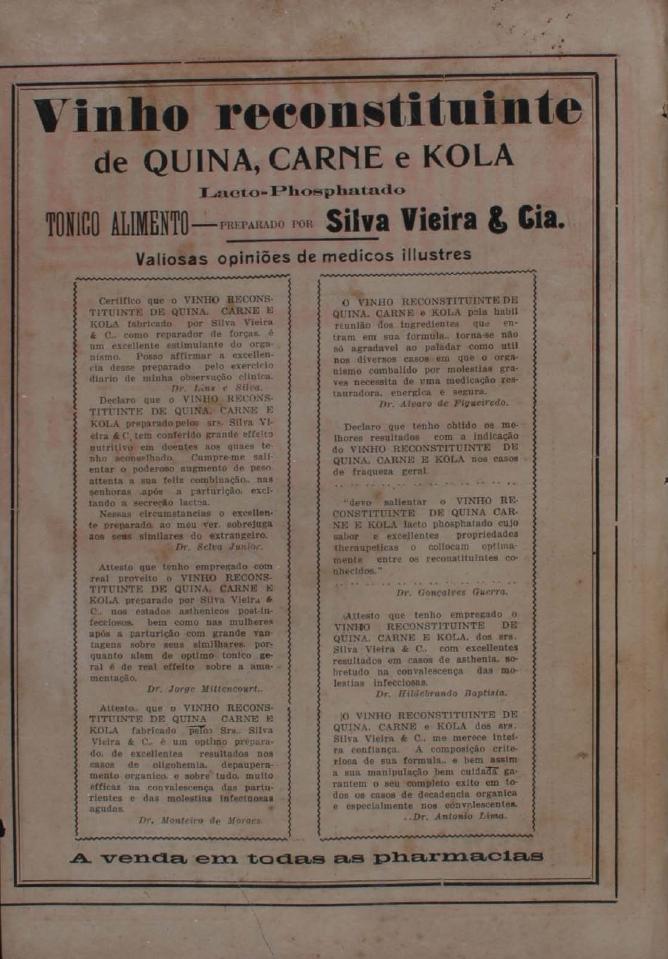 Vinho reconstituinte
de QUINA, CARNE e KOLA
Lacto-Phosphatado
TONICO ALIMENTO — PREPARADO POR Silva Vieira & Cia.
Valiosas opiniões de medicos illustres
Certifico que o VINHO RECONS-
TITUINTE DE QUINA, CARNE E
KOLA fabricado por Silva Vieira
& C., como reparador de forças, é
um excellente estimulante do orga-
nismo. Posso affirmar a excellen-
cia desse preparado pelo exercicio
diario de minha observação clinica.
Dr. Lins e Silva.
Declaro que o VINHO RECONS-
TITUINTE DE QUINA, CARNE E
KOLA preparado pelos srs. Silva Vi-
eira & C. tem conferido grande effeito
nutritivo em doentes aos quaes te-
nho aconselhado. Cumpre-me sali-
entar o poderoso augmento de peso,
attenta a sua feliz combinação, nas
senhoras após a parturição, exci-
tando a secreção lactea.
Nessas circumstancias o excellen-
te preparado, ao meu ver, sobrejuga
aos seus similares do extrangeiro.
Dr. Selva Junior.
Attesto que tenho empregado com
real proveito o VINHO RECONS-
TITUINTE DE QUINA, CARNE E
KOLA preparado por Silva Vieira &
C., nos estados asthenicos post-in-
fecciosos, bem como nas mulheres
após a parturição com grande van-
tagens sobre seus similhares, por-
quanto alem de optimo tonico ge-
ral é de real effeito sobre a ama-
mentação.
Dr. Jorge Mittencourt..
Attesto.. que o VINHO RECONS-
TITUINTE DE QUINA CARNE E
KOLA fabricado pelos Srs. Silva
Vieira & C., é um optimo prepara-
do, de excellentes resultados nos
casos de oligohemia, depaupera-
mento organico, e sobre tudo, muito
efficaz na convalescença das partu-
rientes e das molestias infectuosas
agudas.
Dr. Monteiro de Moraes.
O VINHO RECONSTITUINTE DE
QUINA, CARNE e KOLA pela habil
reunião dos ingredientes que en-
tram em sua formula, torna-se não
só agradavel ao paladar como util
nos diversos casos em que o orga-
nismo combalido por molestias gra-
ves necessita de uma medicação res-
tauradora, energica e segura.
Dr. Alvaro de Figueiredo.
Declaro que tenho obtido os me-
lhores resultados com a indicação
do VINHO RECONSTITUINTE DE
QUINA, CARNE E KOLA nos casos
de fraqueza geral.
"devo salientar o VINHO RE-
CONSTITUINTE DE QUINA CAR-
NE E KOLA lacto phosphatado cujo
sabor e excellentes propriedades
theraupeticas o collocam optima-
mente entre os reconstituintes co-
nhecidos."
Dr. Gonçalves Guerra.
Attesto que tenho empregado o
VINHO RECONSTITUINTE DE
QUINA, CARNE E KOLA, dos srs.
Silva Vieira & C., com excellentes
resultados em casos de asthenia, so-
bretudo na convalescença das mo-
lestias infecciosas.
Dr. Hildebrando Baptista.
O VINHO RECONSTITUINTE DE
QUINA, CARNE e KOLA dos srs.
Silva Vieira & C., me merece intei-
ra confiança. A composição crite-
riosa de sua formula, e bem assim
a sua manipulação bem cuidada ga-
rantem o seu completo exito em to-
dos os casos de decadencia organica
e especialmente nos convalescentes.
..Dr. Antonio Lima.
A venda em todas as pharmacias